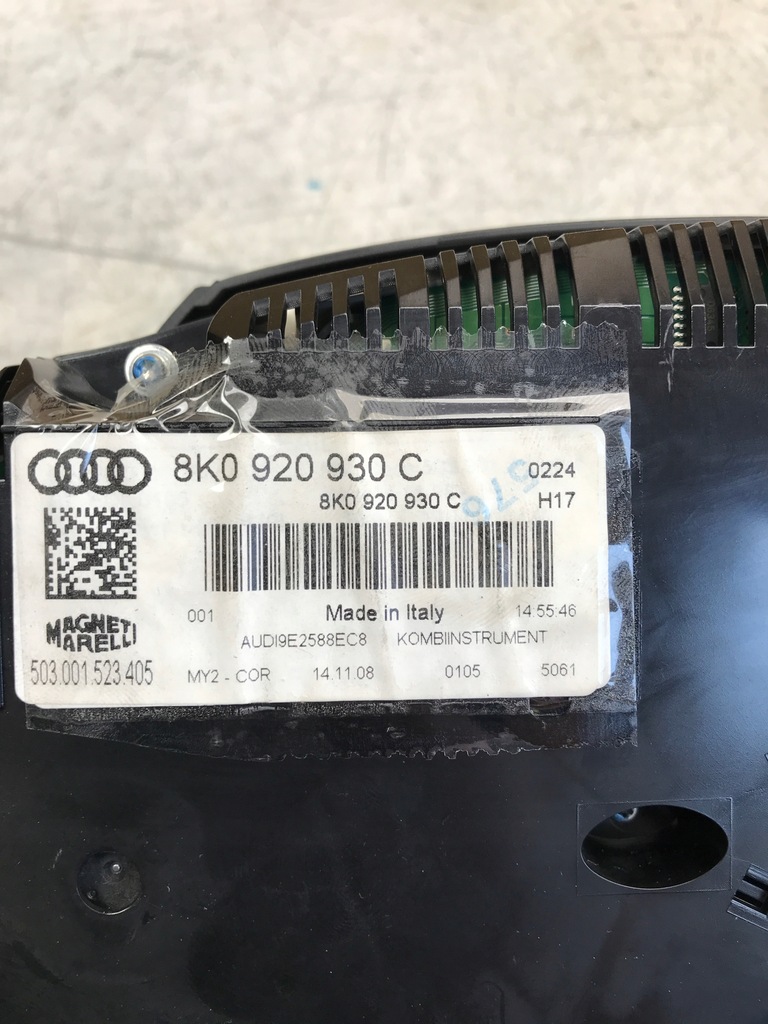 8K0 920 930 C 0224
8K0 920 930 C H17
576
001 Made in Italy 14:55:46
AUDI9E2588EC8 KOMBIINSTRUMENT
MAGNETI
MARELLI
503.001.523.405 MY2 - COR 14.11.08 0105 5061